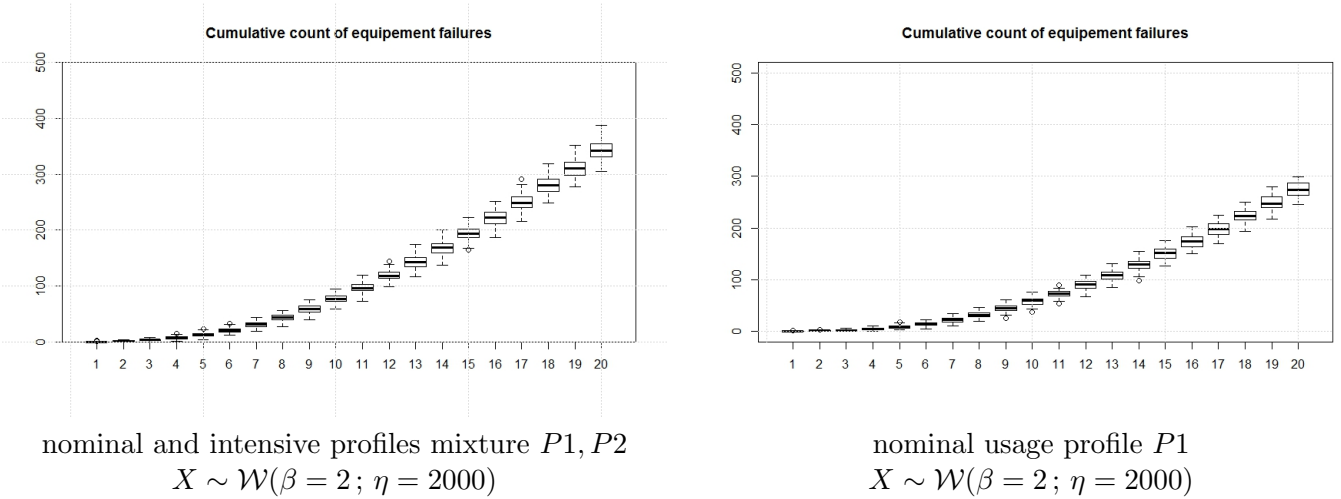 Cumulative count of equipement failures
500
400
300
200
100
0
1 2 3 4 5 6 7 8 9 10 11 12 13 14 15 16 17 18 19 20
nominal and intensive profiles mixture P1, P2
X ∼ W(β = 2 ; η = 2000)
Cumulative count of equipement failures
500
400
300
200
100
0
1 2 3 4 5 6 7 8 9 10 11 12 13 14 15 16 17 18 19 20
nominal usage profile P1
X ∼ W(β = 2 ; η = 2000)